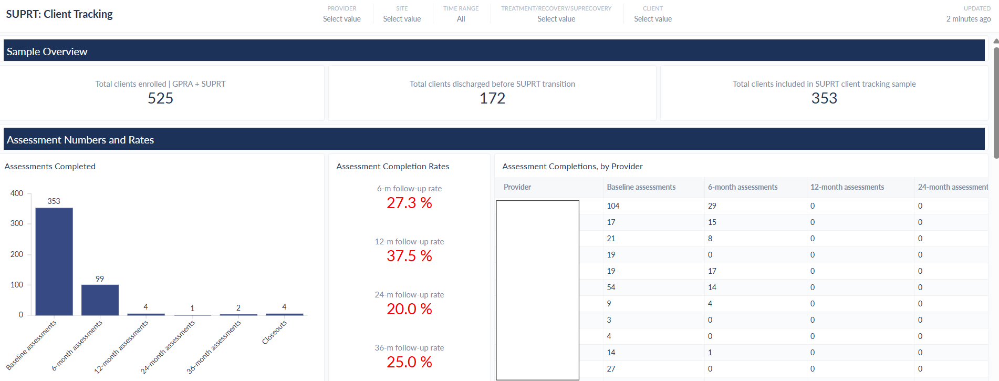 SUPRT: Client Tracking
PROVIDER
Select value
SITE
Select value
TIME RANGE
All
TREATMENT/RECOVERY/SUPRECOVERY
Select value
CLIENT
Select value
UPDATED
2 minutes ago
Sample Overview
Total clients enrolled | GPRA + SUPRT
525
Total clients discharged before SUPRT transition
172
Total clients included in SUPRT client tracking sample
353
Assessment Numbers and Rates
Assessments Completed
400
300
200
100
0
353
99
4
1
2
4
Baseline assessments
6-month assessments
12-month assessments
24-month assessments
36-month assessments
Closeouts
Assessment Completion Rates
6-m follow-up rate
27.3 %
12-m follow-up rate
37.5 %
24-m follow-up rate
20.0 %
36-m follow-up rate
25.0 %
Assessment Completions, by Provider
Provider Baseline assessments 6-month assessments 12-month assessments 24-month assessment
104 29 0 0
17 15 0 0
21 8 0 0
19 0 0 0
19 17 0 0
54 14 0 0
9 4 0 0
3 0 0 0
4 0 0 0
14 1 0 0
27 0 0 0